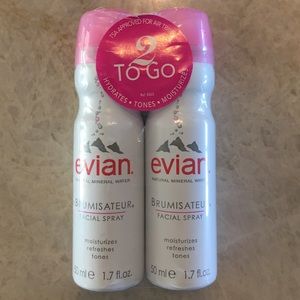 TSA APPROVED FOR AIR
2
TO GO
HYDRATES • TONES • MOISTURIZES
evian.
NATURAL MINERAL WATER
BRUMISATEUR
FACIAL SPRAY
moisturizes
refreshes
tones
50 ml e 1.7 fl.oz.
evian
NATURAL MINERAL WATER
BRUMISATEUR
FACIAL SPRAY
moisturizes
refreshes
tones
50 ml e 1.7 fl.oz.